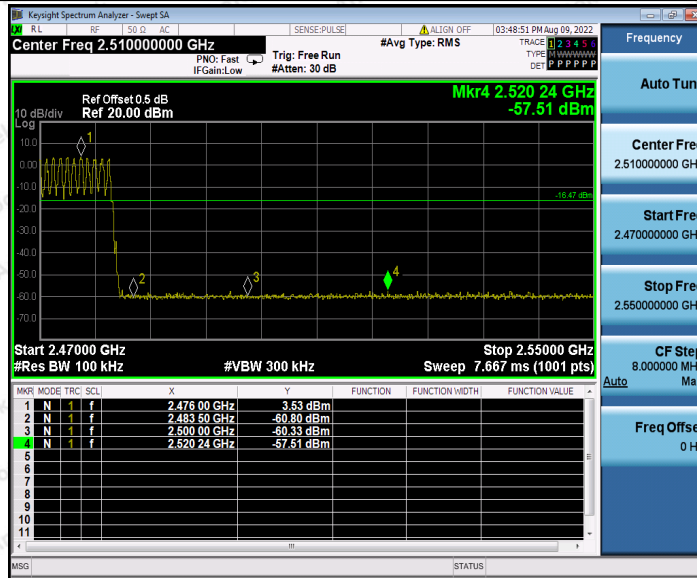 Keysight Spectrum Analyzer - Swept SA
RL RF 50 Ω AC SENSE:PULSE ALIGN OFF 03:48:51 PM Aug 09, 2022
Center Freq 2.510000000 GHz #Avg Type: RMS TRACE 1 2 3 4 5 6
PNO: Fast Trig: Free Run TYPE M WWWWW
IFGain:Low #Atten: 30 dB DET P P P P P P
Ref Offset 0.5 dB Mkr4 2.520 24 GHz
10 dB/div Ref 20.00 dBm -57.51 dBm
Log
10.0
0.00
-10.0
-20.0
-30.0
-40.0
-50.0
-60.0
-70.0
1
-16.47 dBm
2
3
4
Start 2.47000 GHz Stop 2.55000 GHz
#Res BW 100 kHz #VBW 300 kHz Sweep 7.667 ms (1001 pts)
MKR MODE TRC SCL X Y FUNCTION FUNCTION WIDTH FUNCTION VALUE
1 N 1 f 2.476 00 GHz 3.53 dBm
2 N 1 f 2.483 50 GHz -60.80 dBm
3 N 1 f 2.500 00 GHz -60.33 dBm
4 N 1 f 2.520 24 GHz -57.51 dBm
5
6
7
8
9
10
11
MSG STATUS
Frequency
Auto Tun
Center Fre
2.510000000 GH
Start Fre
2.470000000 GH
Stop Fre
2.550000000 GH
CF Step
8.000000 MH
Auto Ma
Freq Offse
0 H